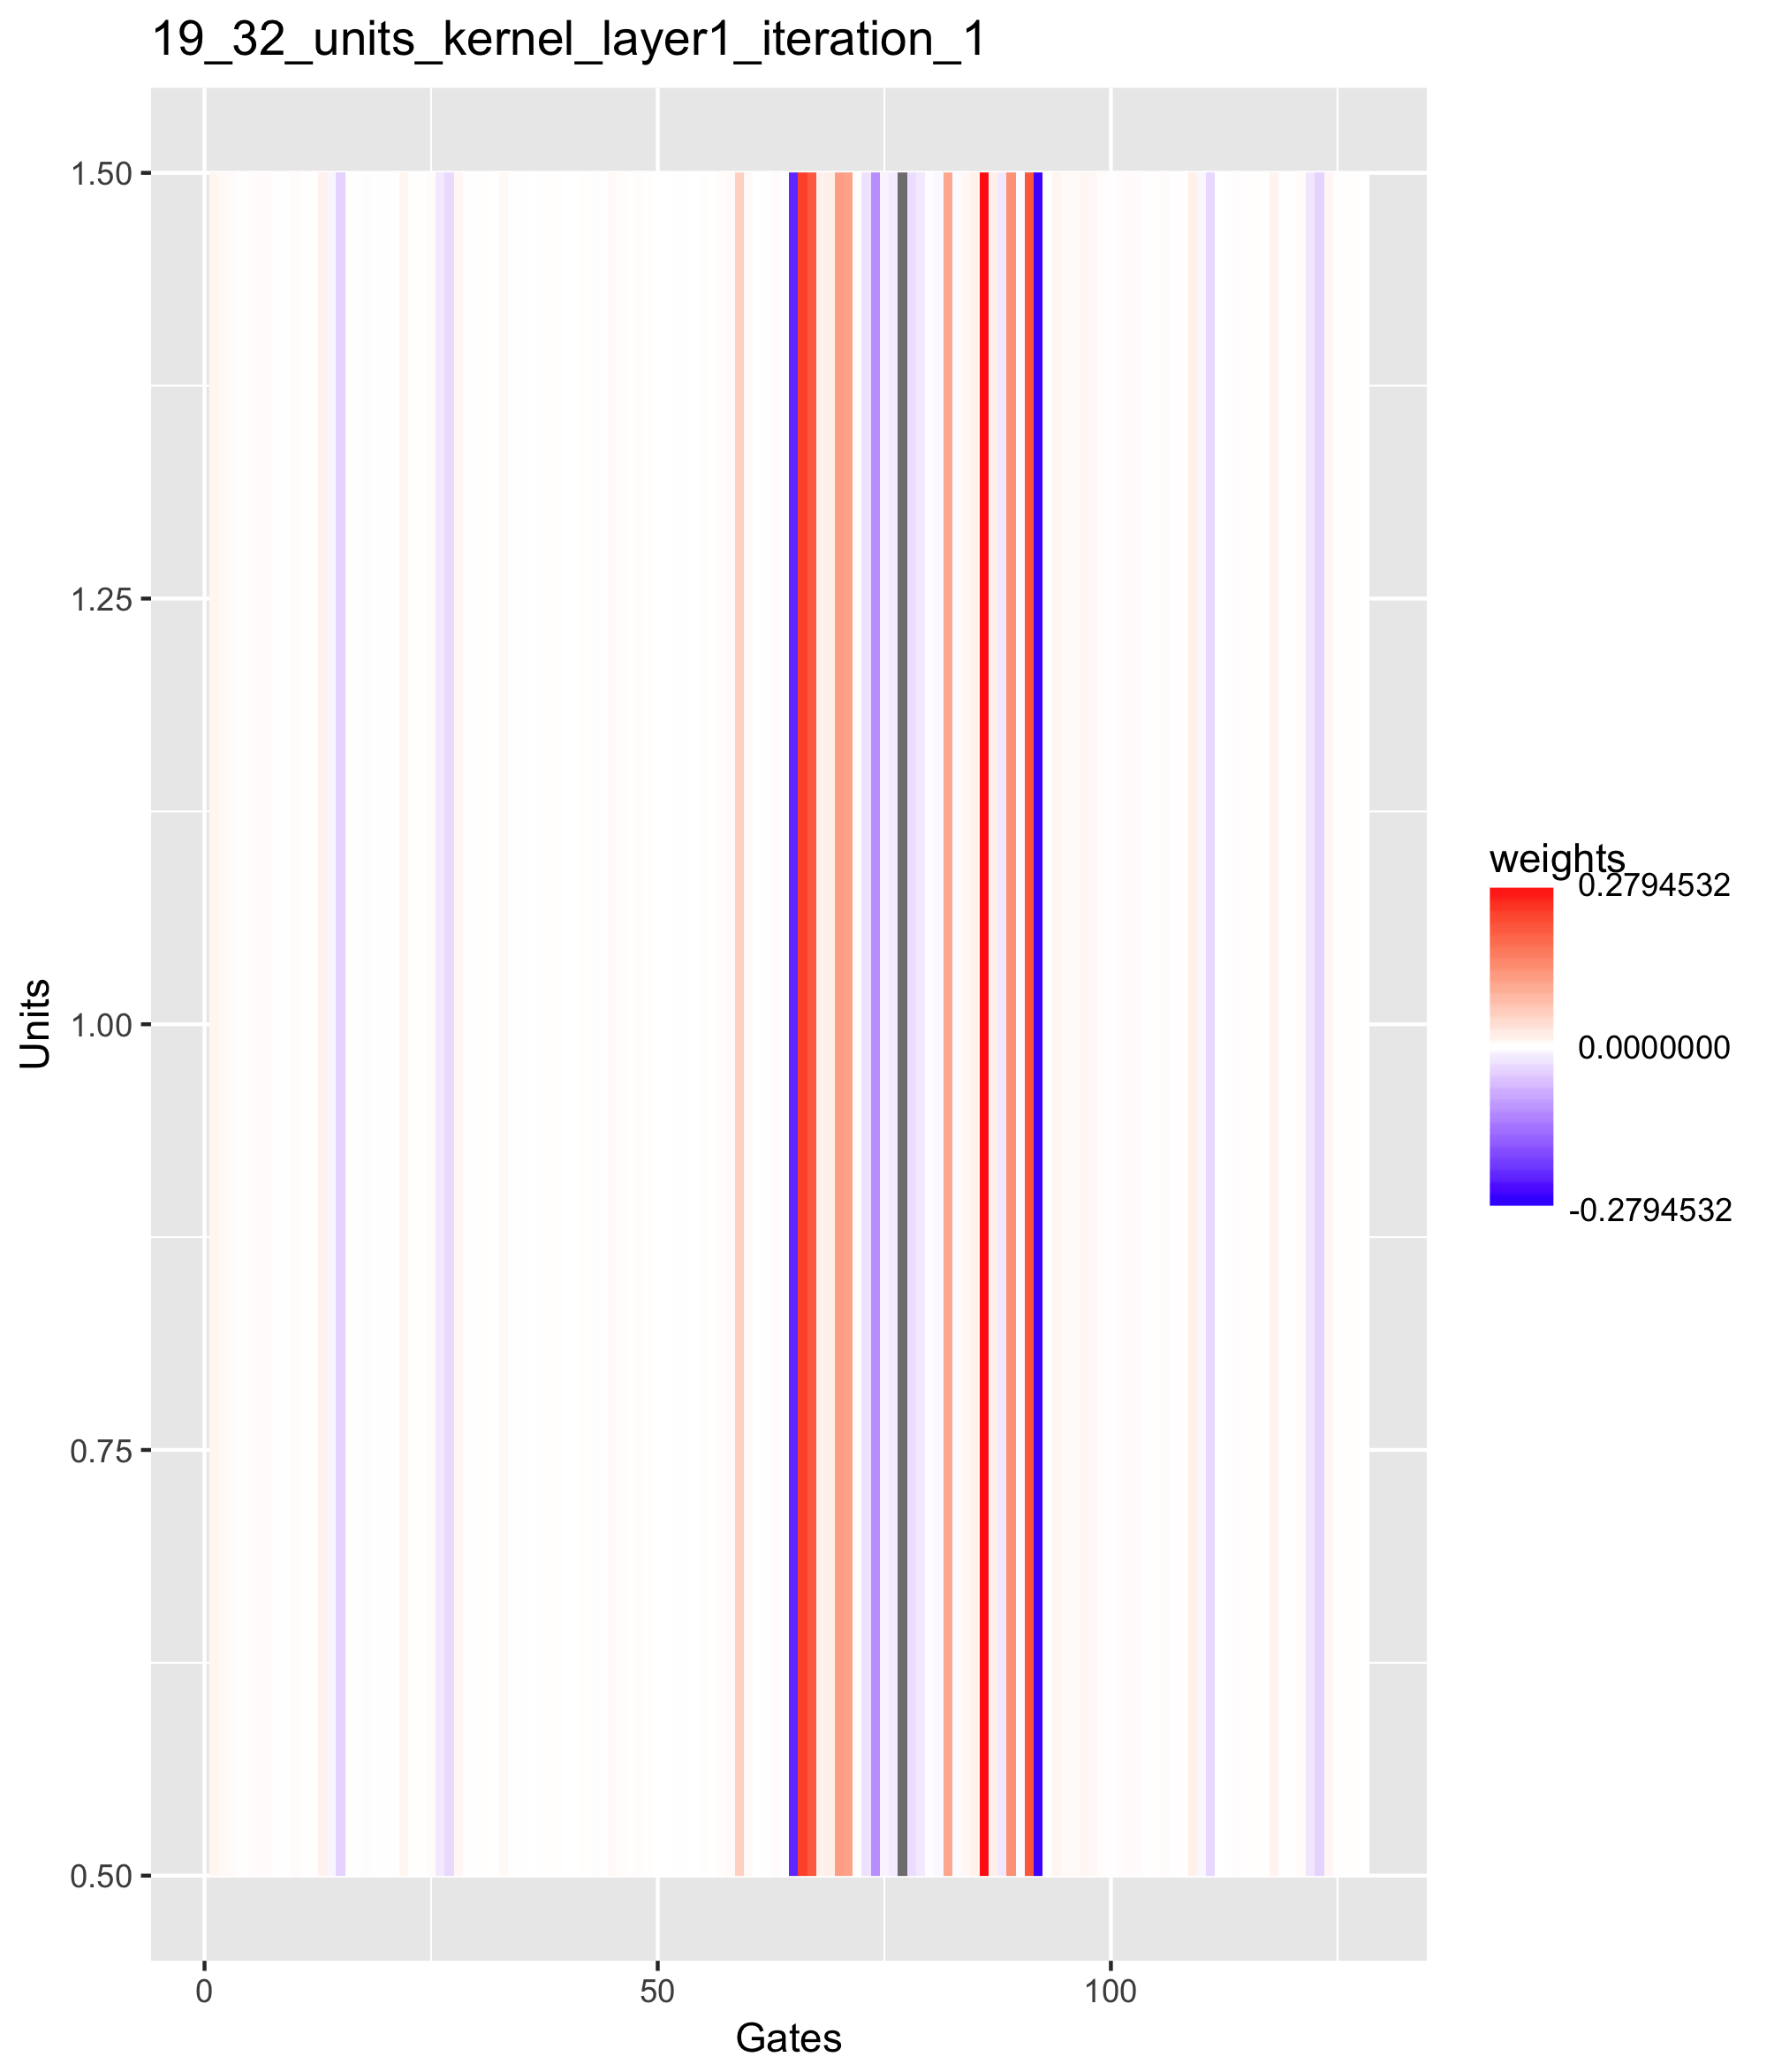 19_32_units_kernel_layer1_iteration_1
1.50
1.25
1.00
0.75
0.50
Units
0
50
100
Gates
weights
0.2794532
0.0000000
-0.2794532